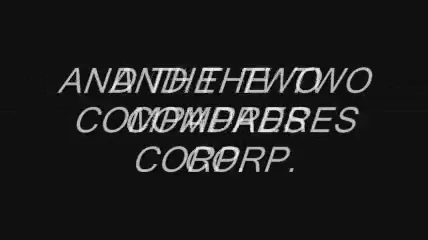 AND THE TWO
COMPADRES
CORP.